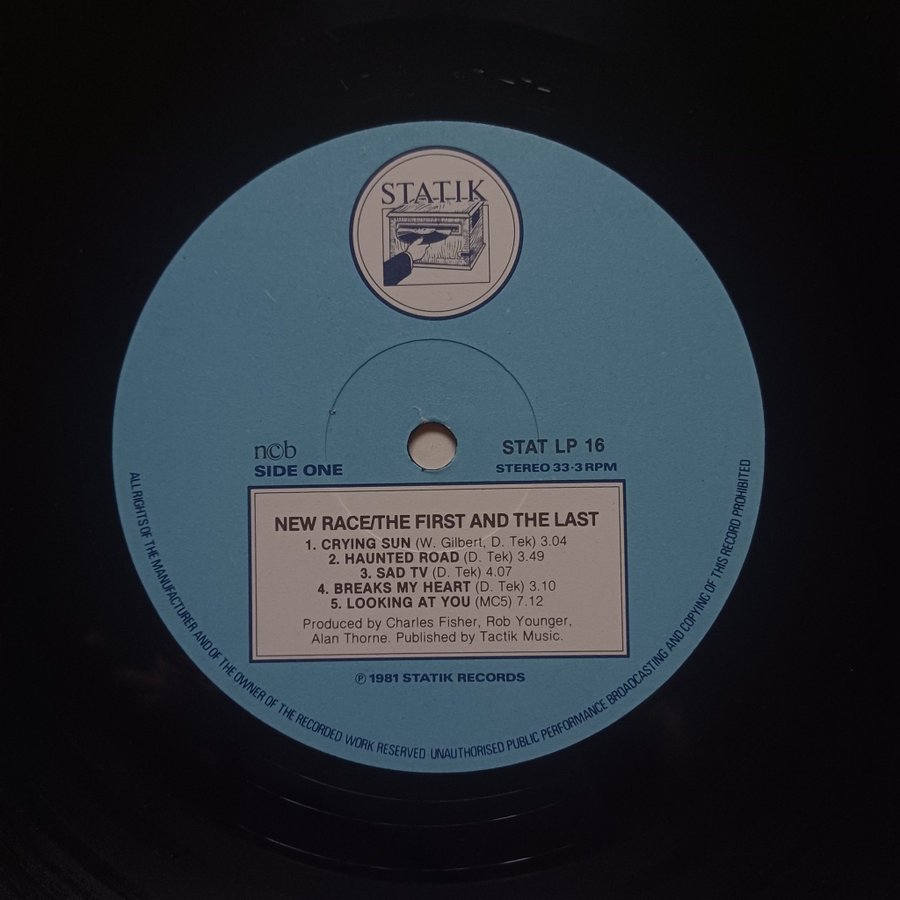 STATIK
n©b
SIDE ONE
STAT LP 16
STEREO 33·3 RPM
NEW RACE/THE FIRST AND THE LAST
1. CRYING SUN (W. Gilbert, D. Tek) 3.04
2. HAUNTED ROAD (D. Tek) 3.49
3. SAD TV (D. Tek) 4.07
4. BREAKS MY HEART (D. Tek) 3.10
5. LOOKING AT YOU (MC5) 7.12
Produced by Charles Fisher, Rob Younger,
Alan Thorne. Published by Tactik Music.
℗ 1981 STATIK RECORDS
ALL RIGHTS OF THE MANUFACTURER AND OF THE OWNER OF THE RECORDED WORK RESERVED UNAUTHORISED PUBLIC PERFORMANCE BROADCASTING AND COPYING OF THIS RECORD PROHIBITED